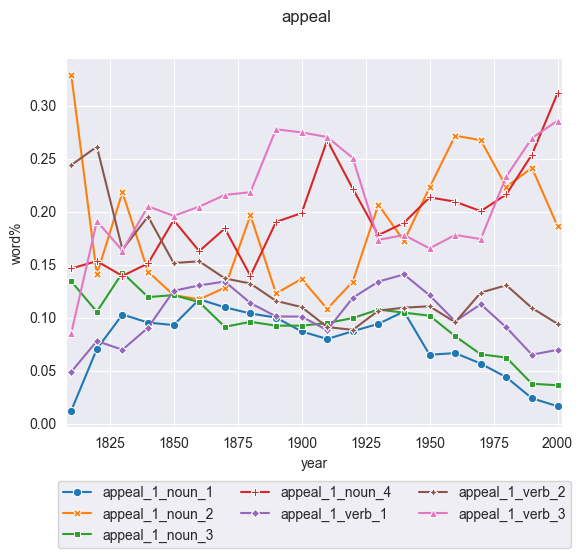 appeal
0.30
0.25
0.20
0.15
0.10
0.05
0.00
word%
1825 1850 1875 1900 1925 1950 1975 2000
year
appeal_1_noun_1 appeal_1_noun_4 appeal_1_verb_2
appeal_1_noun_2 appeal_1_verb_1 appeal_1_verb_3
appeal_1_noun_3